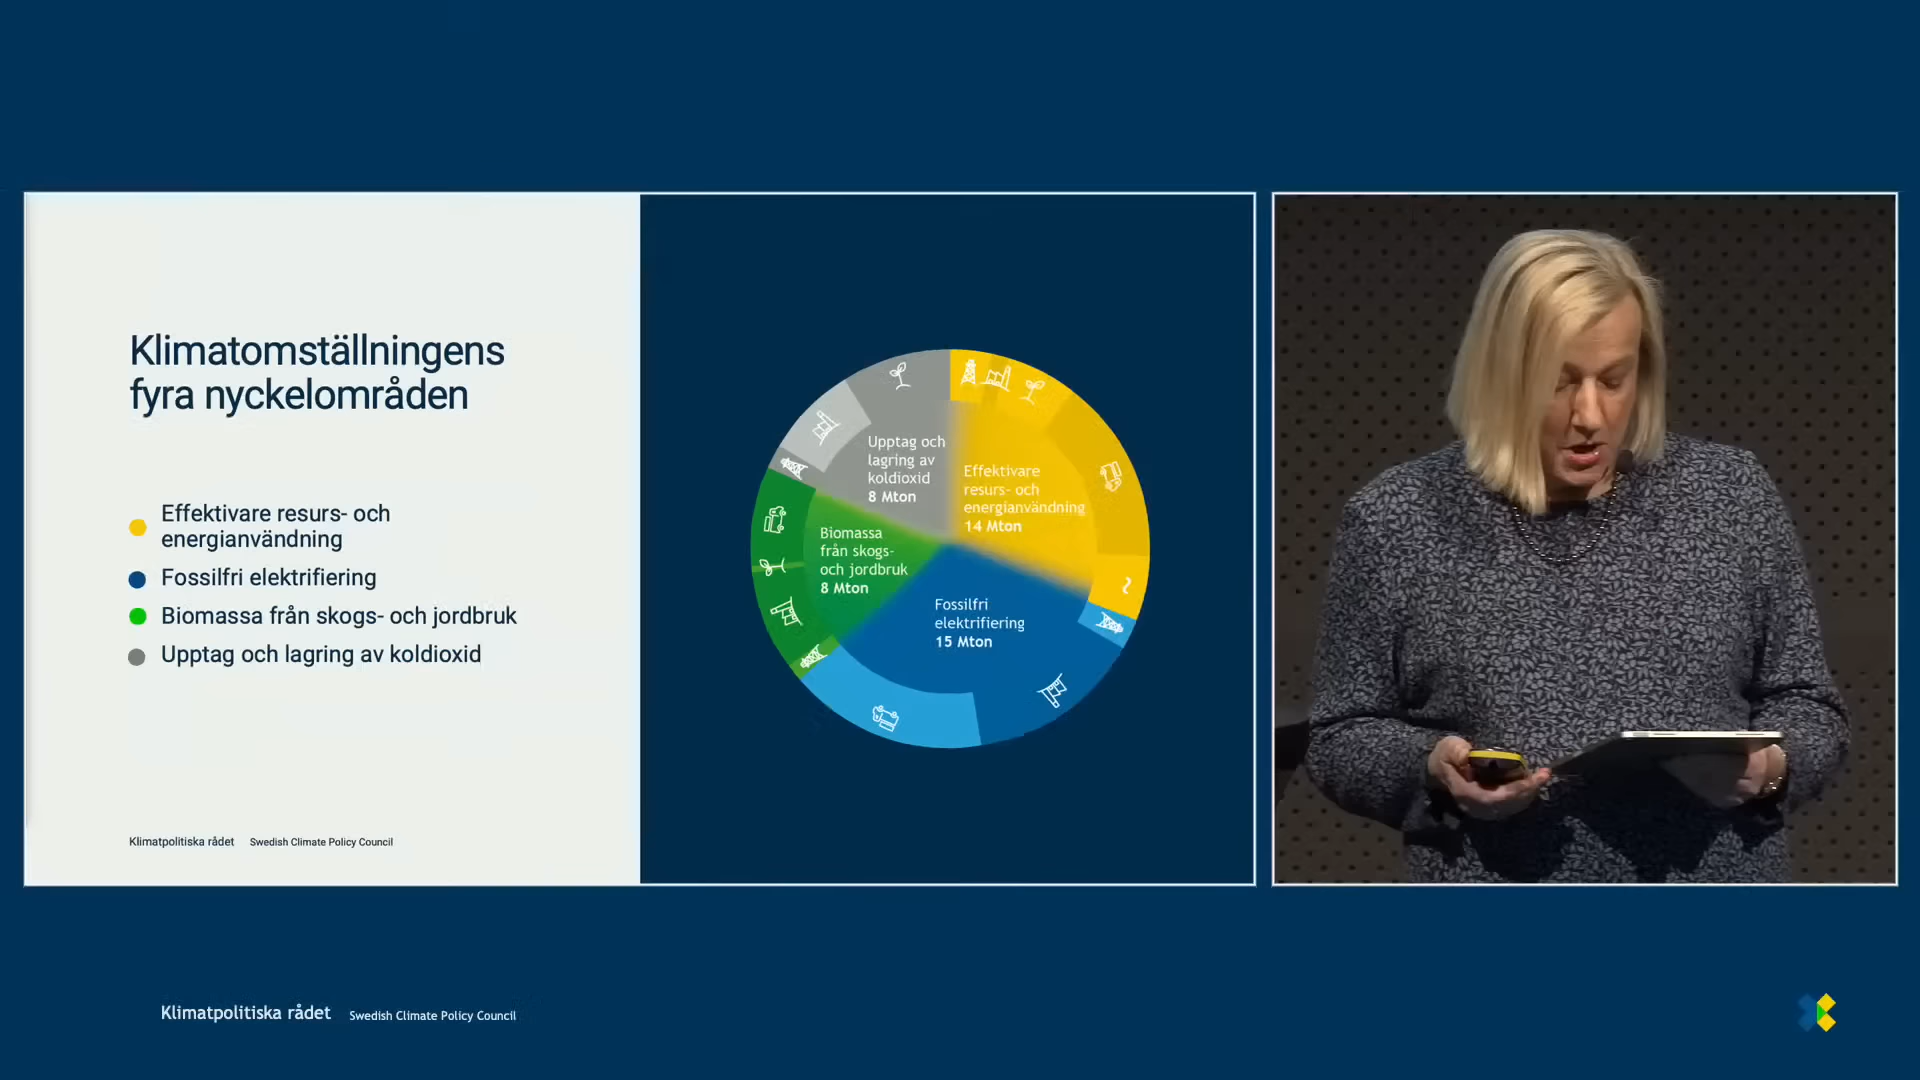 Klimatomställningens
fyra nyckelområden
Effektivare resurs- och
energianvändning
Fossilfri elektrifiering
Biomassa från skogs- och jordbruk
Upptag och lagring av koldioxid
Klimatpolitiska rådet Swedish Climate Policy Council
Upptag och
lagring av
koldioxid
8 Mton
Effektivare
resurs- och
energianvändning
14 Mton
Biomassa
från skogs-
och jordbruk
8 Mton
Fossilfri
elektrifiering
15 Mton
Klimatpolitiska rådet Swedish Climate Policy Council